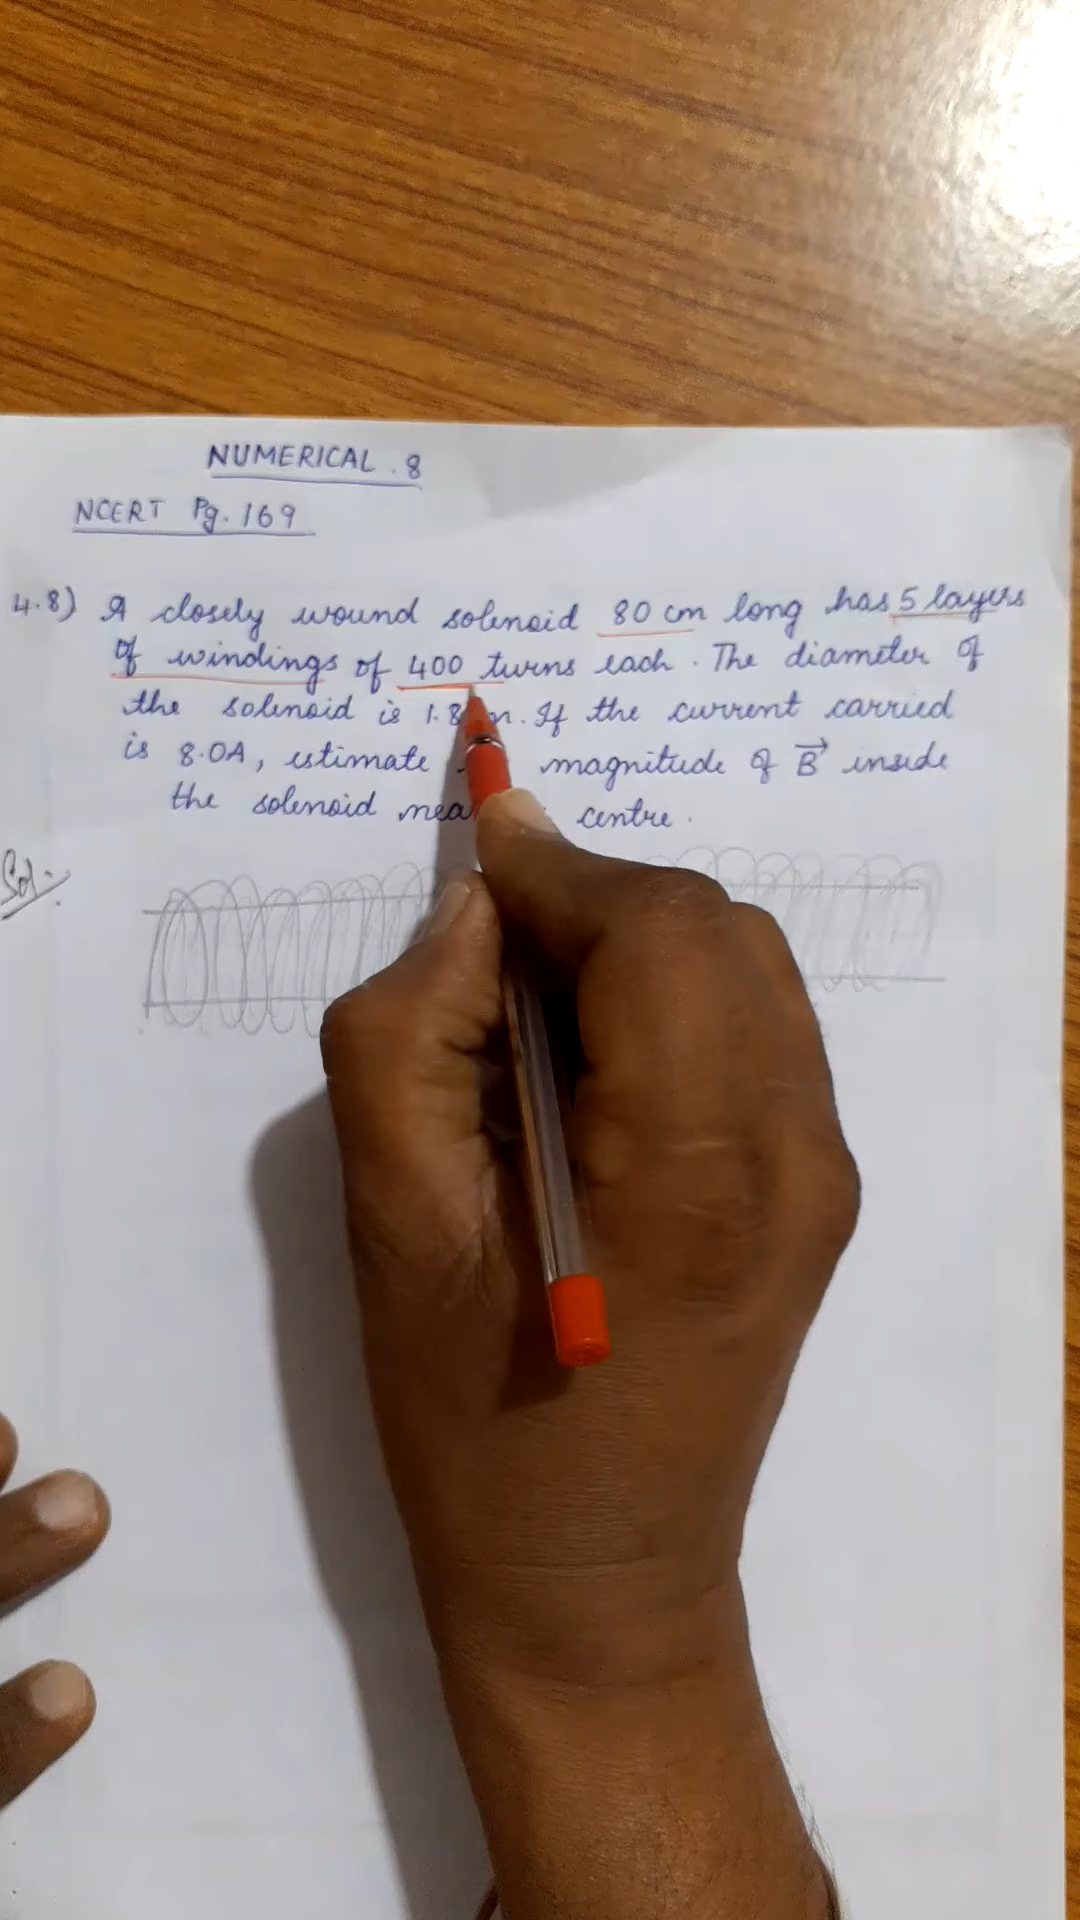 NUMERICAL . 8
NCERT Pg. 169
4.8) A closely wound solenoid 80 cm long has 5 layers
of windings of 400 turns each. The diameter of
the solenoid is 1.8 . If the current carried
is 8.0A, estimate magnitude of B⃗ inside
the solenoid centre.
Sol: